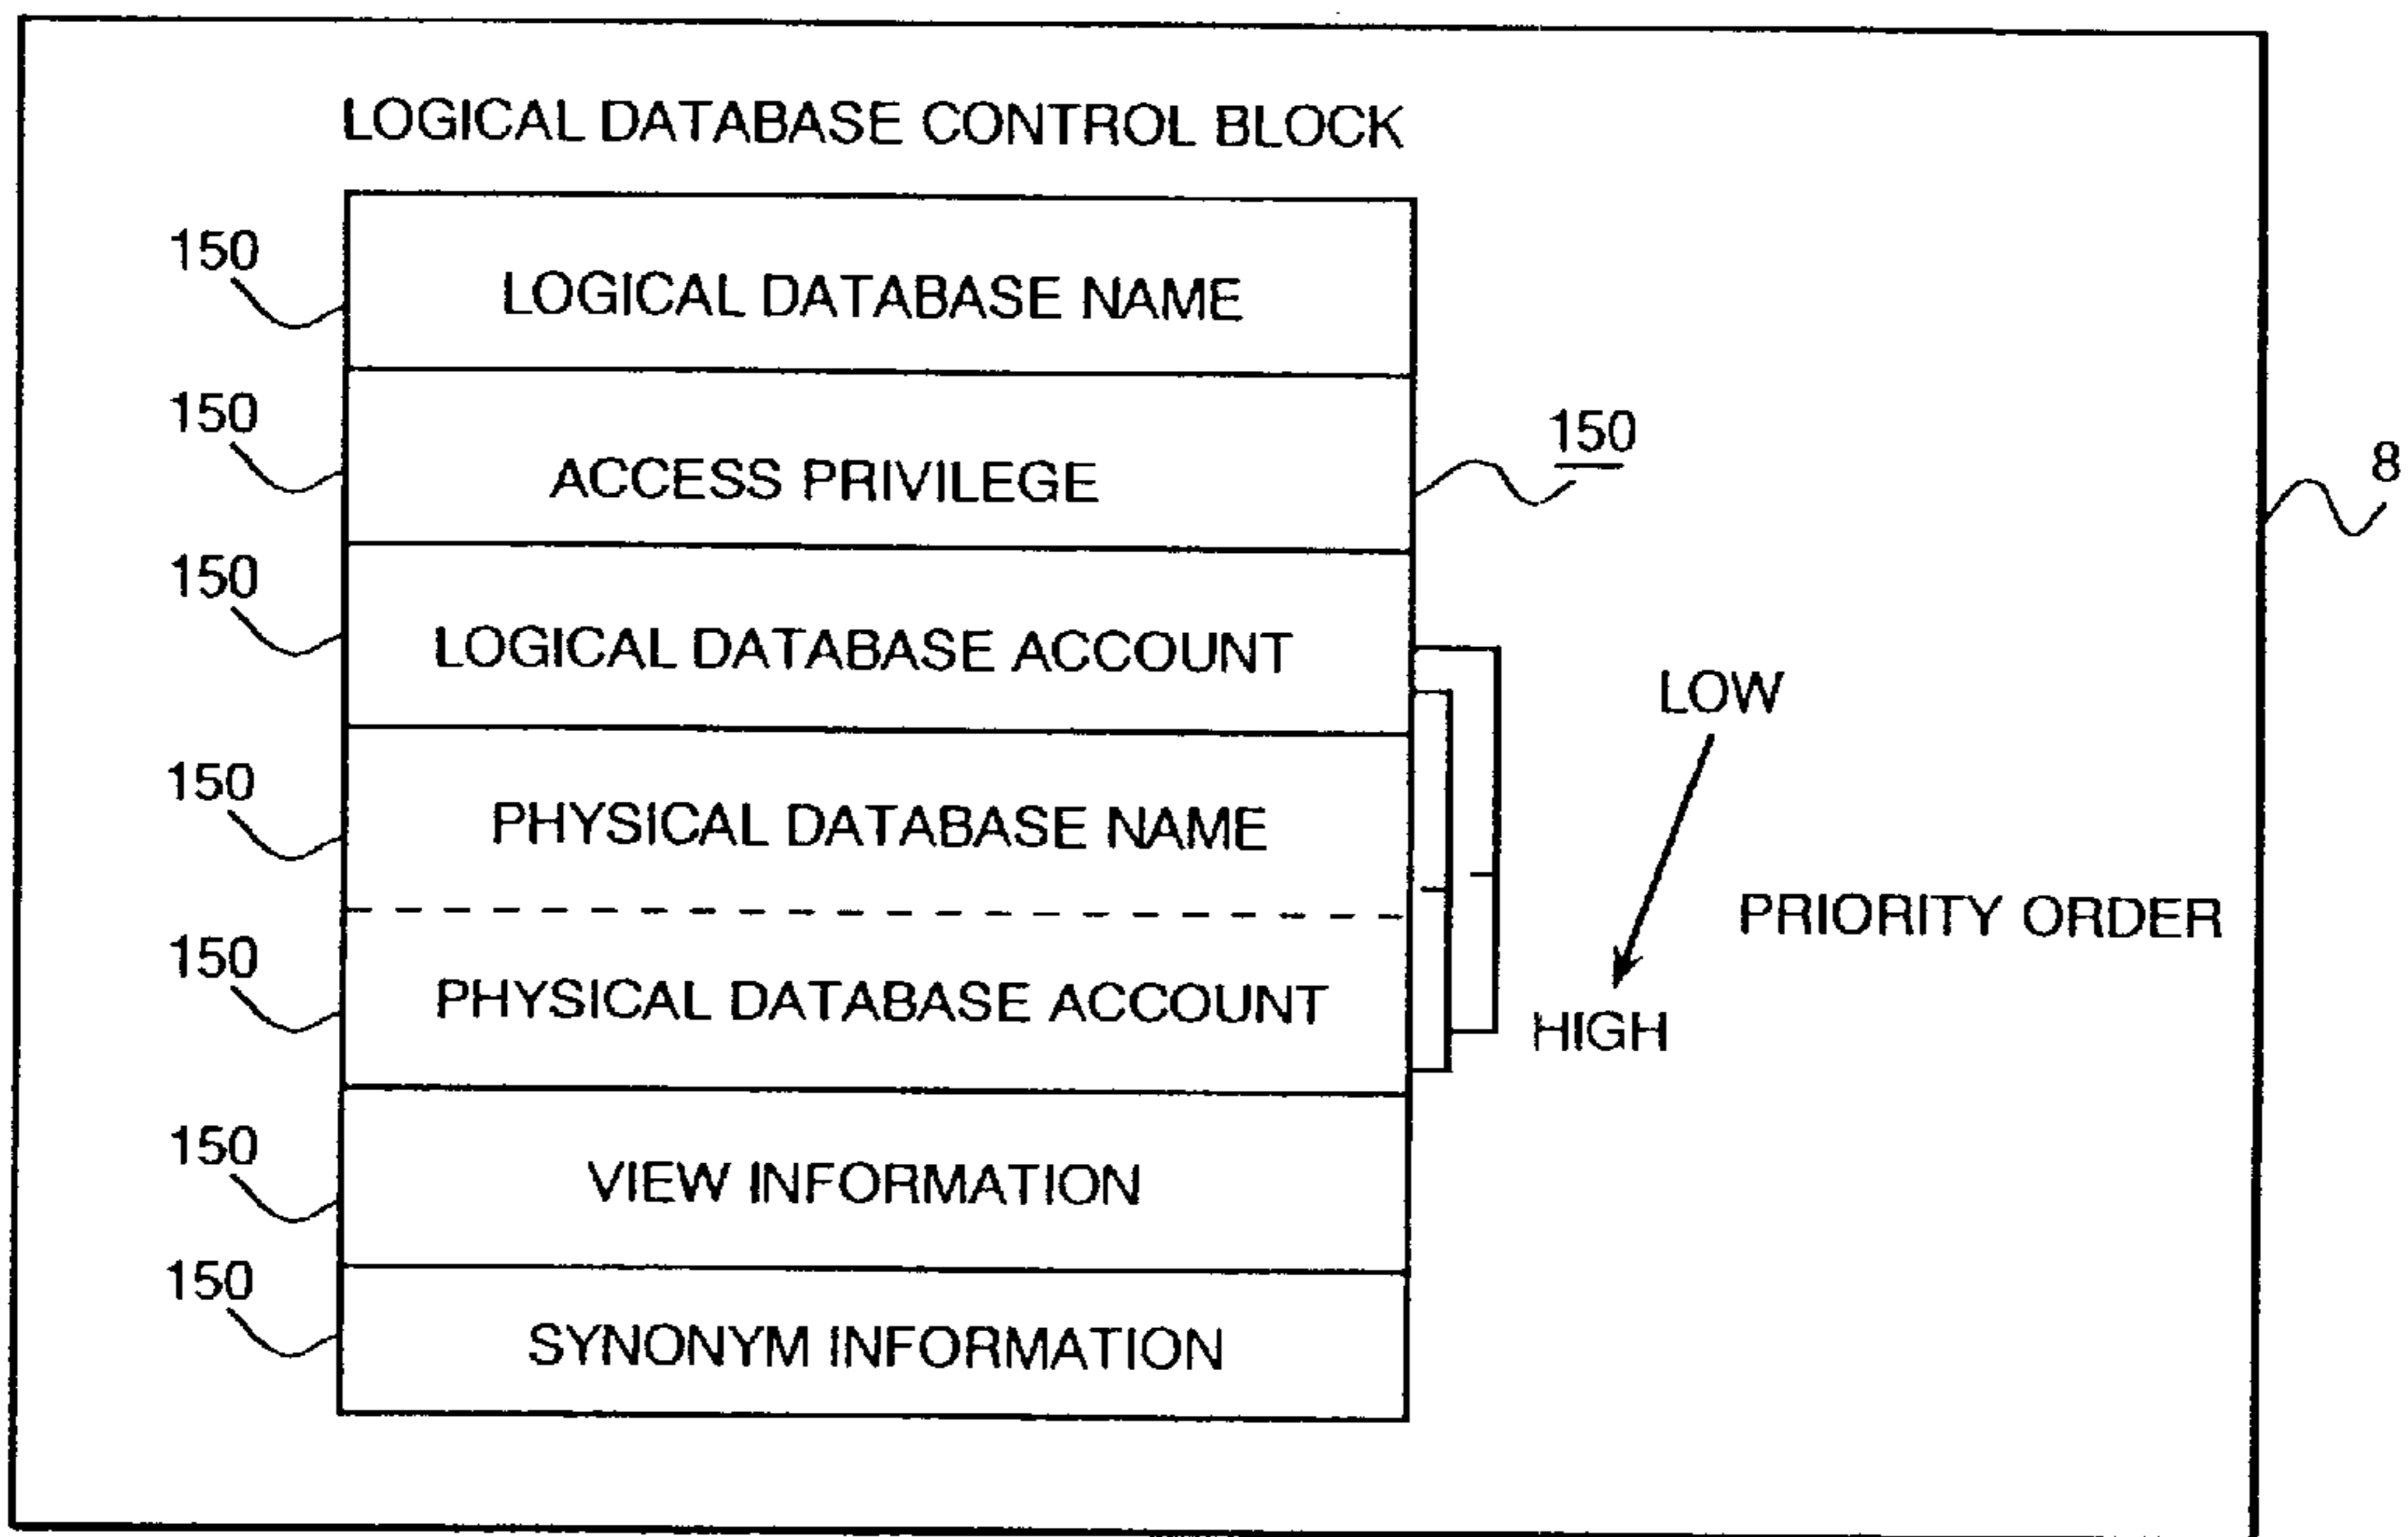 LOGICAL DATABASE CONTROL BLOCK
150
LOGICAL DATABASE NAME
150
ACCESS PRIVILEGE
150
8
150
LOGICAL DATABASE ACCOUNT
LOW
150
PHYSICAL DATABASE NAME
PRIORITY ORDER
150
PHYSICAL DATABASE ACCOUNT
HIGH
150
VIEW INFORMATION
150
SYNONYM INFORMATION